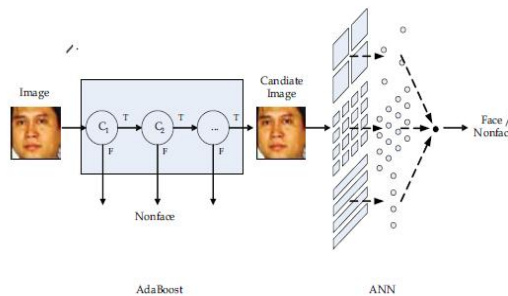 Image
Candiate
Image
C1
T
C2
T
...
T
F
F
F
Nonface
Face /
Nonface
AdaBoost
ANN